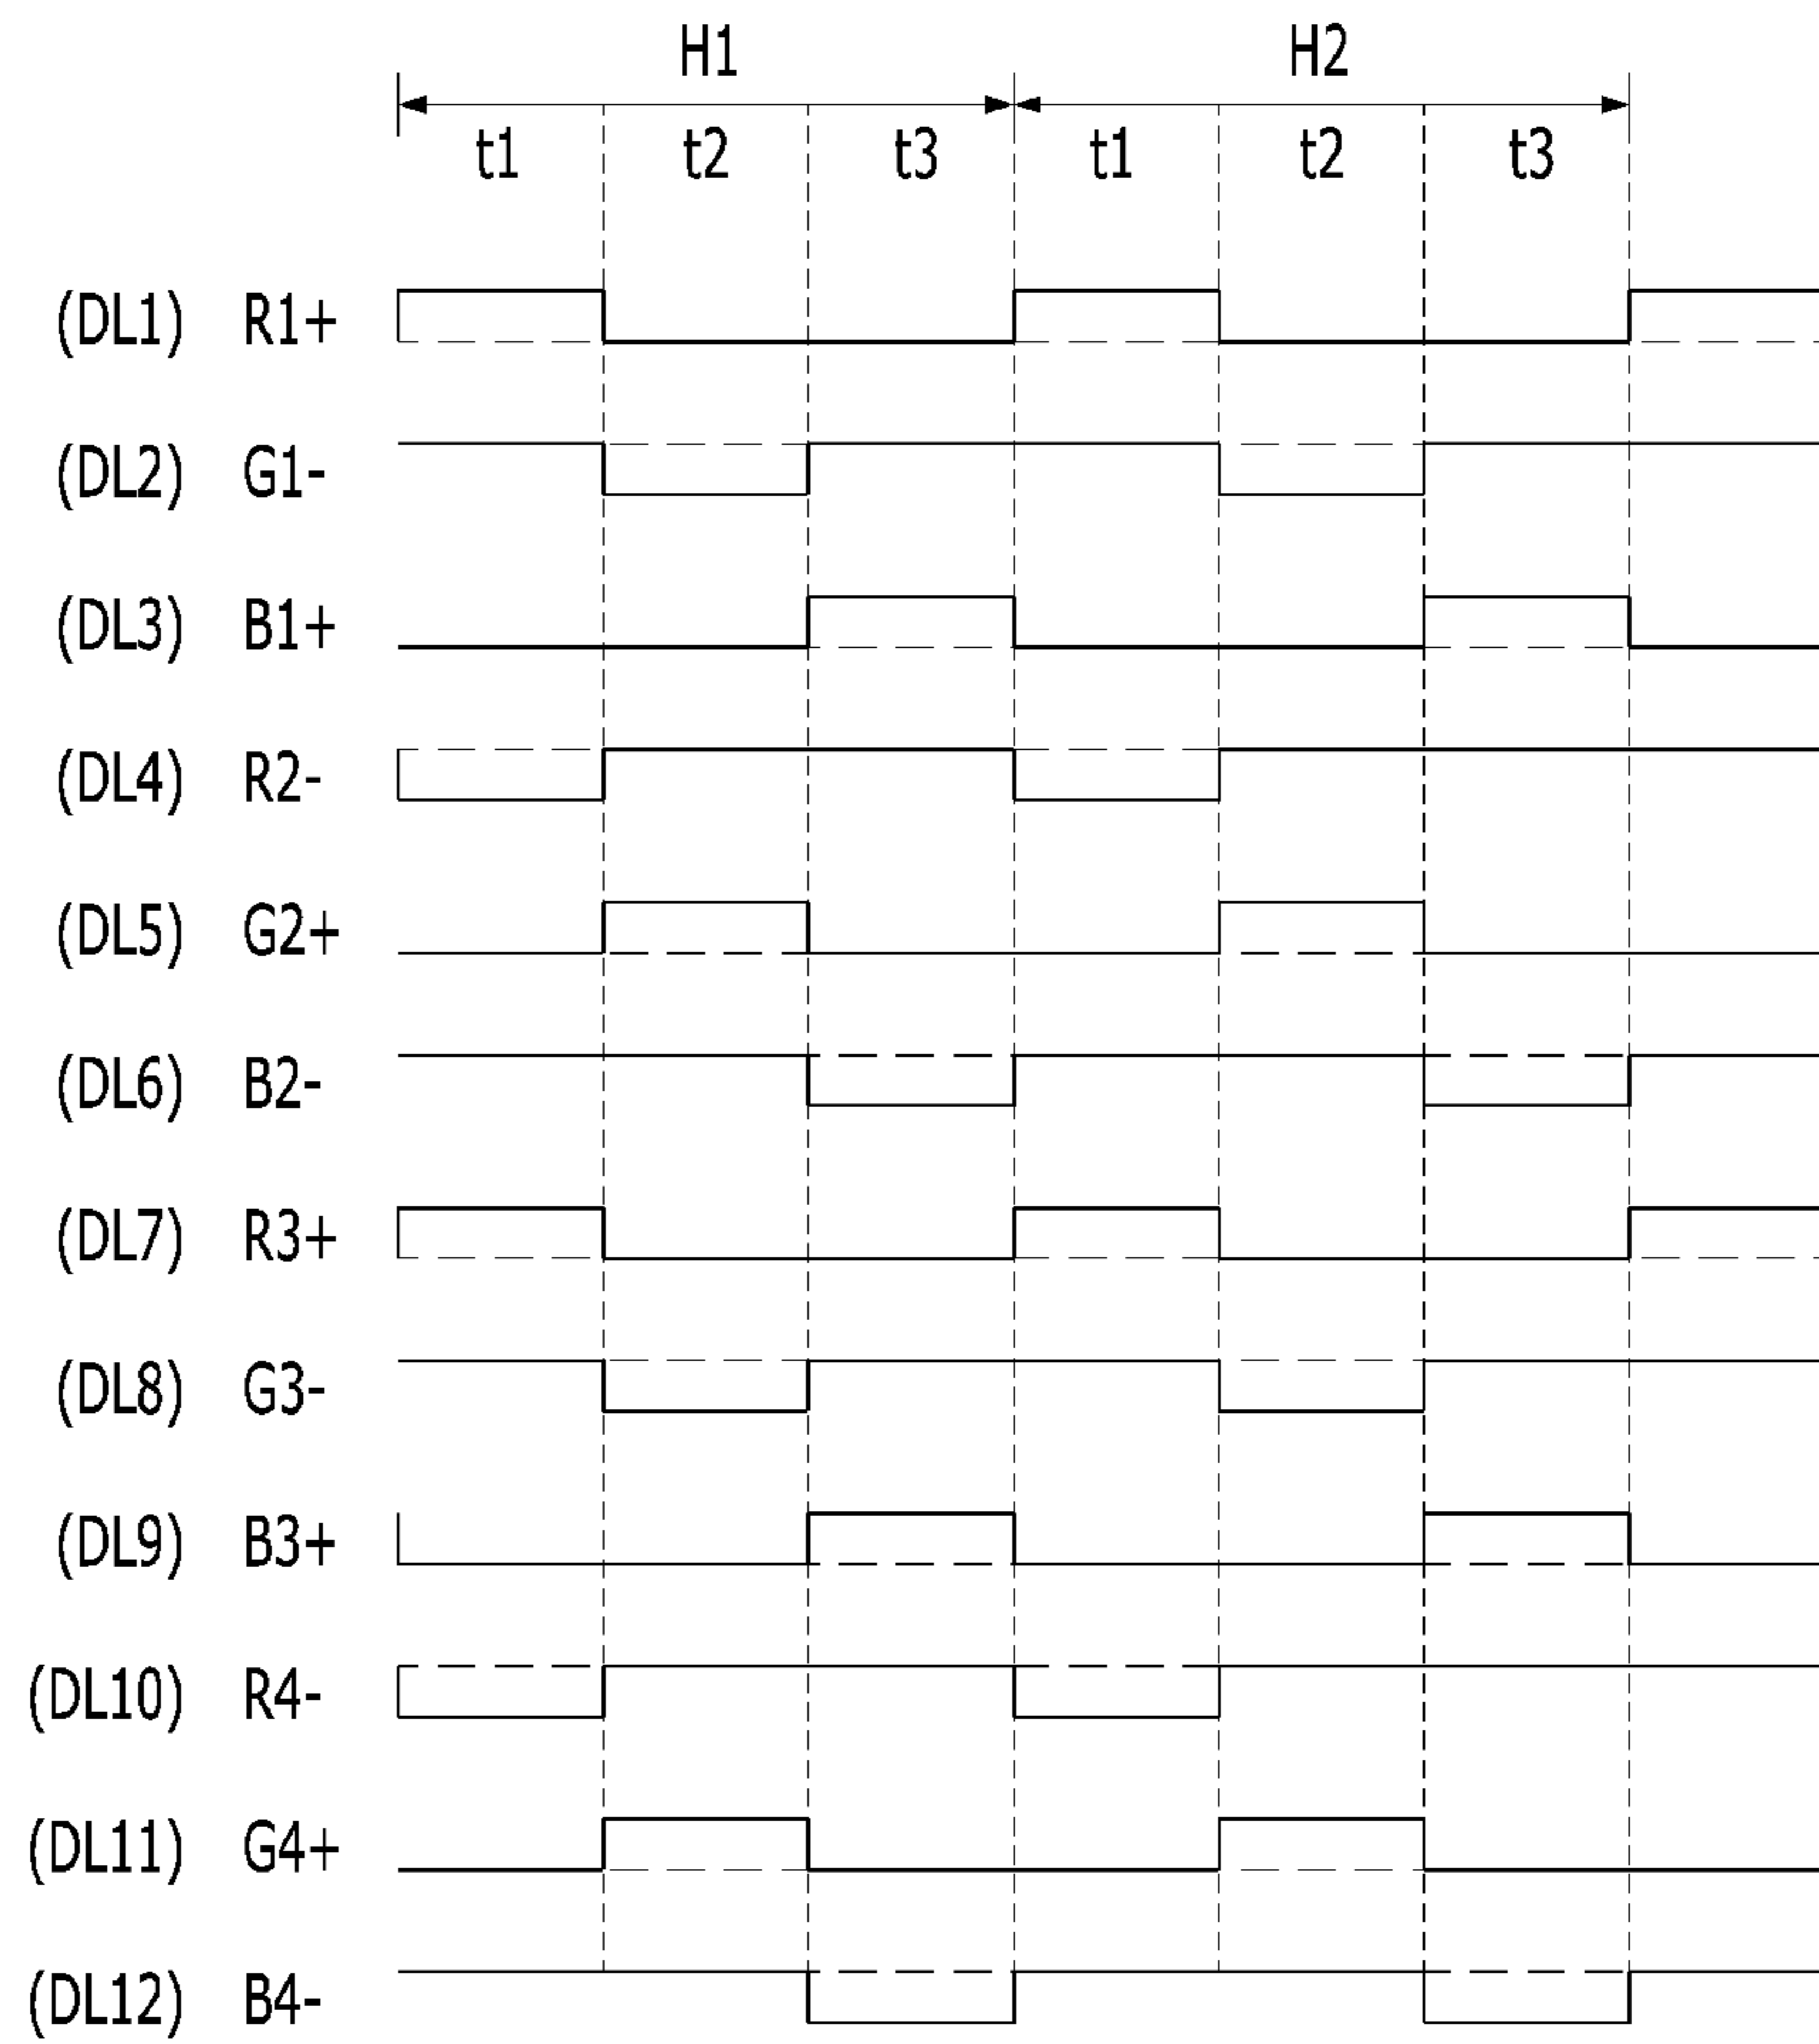 H1 H2
t1 t2 t3 t1 t2 t3
(DL1) R1+
(DL2) G1-
(DL3) B1+
(DL4) R2-
(DL5) G2+
(DL6) B2-
(DL7) R3+
(DL8) G3-
(DL9) B3+
(DL10) R4-
(DL11) G4+
(DL12) B4-